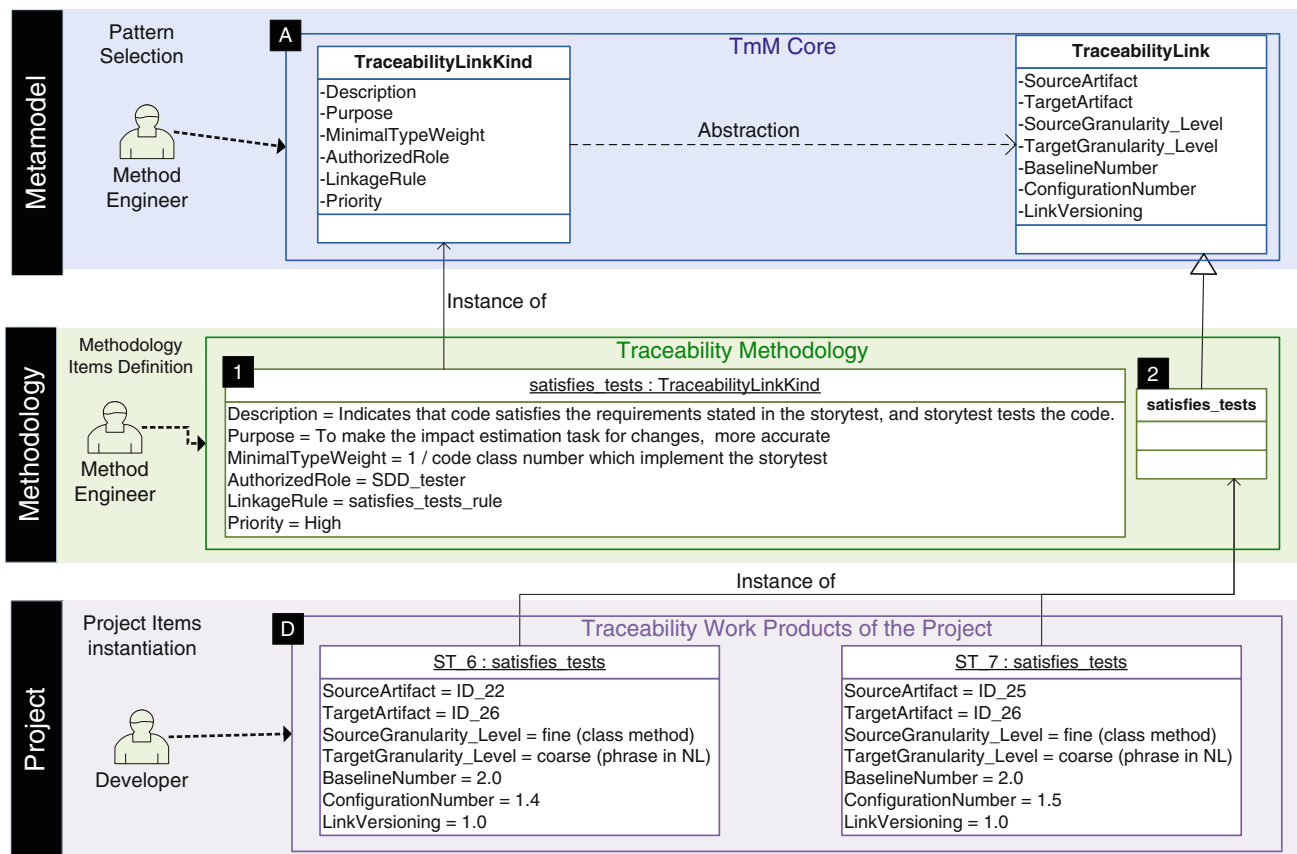 Metamodel
Pattern
Selection
Method
Engineer
A
TmM Core
TraceabilityLinkKind
-Description
-Purpose
-MinimalTypeWeight
-AuthorizedRole
-LinkageRule
-Priority
Abstraction
TraceabilityLink
-SourceArtifact
-TargetArtifact
-SourceGranularity_Level
-TargetGranularity_Level
-BaselineNumber
-ConfigurationNumber
-LinkVersioning
Instance of
Methodology
Methodology
Items Definition
Method
Engineer
Traceability Methodology
1
satisfies_tests : TraceabilityLinkKind
Description = Indicates that code satisfies the requirements stated in the storytest, and storytest tests the code.
Purpose = To make the impact estimation task for changes, more accurate
MinimalTypeWeight = 1 / code class number which implement the storytest
AuthorizedRole = SDD_tester
LinkageRule = satisfies_tests_rule
Priority = High
2
satisfies_tests
Instance of
Project
Project Items
instantiation
Developer
D
Traceability Work Products of the Project
ST_6 : satisfies_tests
SourceArtifact = ID_22
TargetArtifact = ID_26
SourceGranularity_Level = fine (class method)
TargetGranularity_Level = coarse (phrase in NL)
BaselineNumber = 2.0
ConfigurationNumber = 1.4
LinkVersioning = 1.0
ST_7 : satisfies_tests
SourceArtifact = ID_25
TargetArtifact = ID_26
SourceGranularity_Level = fine (class method)
TargetGranularity_Level = coarse (phrase in NL)
BaselineNumber = 2.0
ConfigurationNumber = 1.5
LinkVersioning = 1.0